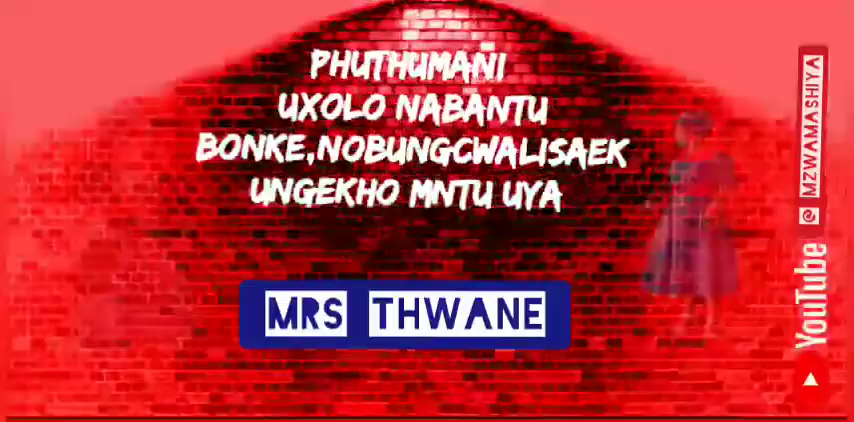 PHUTHUMANI
UXOLO NABANTU
BONKE,NOBUNGCWALISAEK
UNGEKHO MNTU UYA
MRS THWANE
YouTube @ MZWAMASHIYA